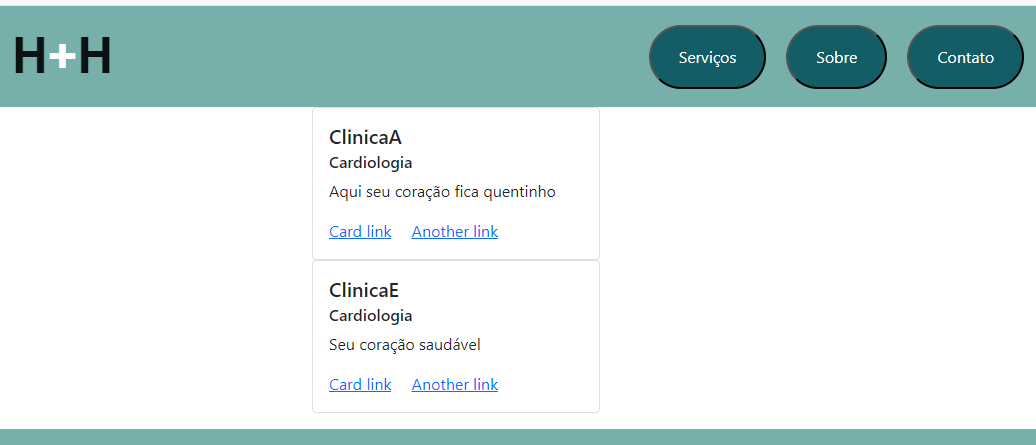 H+H
Serviços Sobre Contato
ClinicaA
Cardiologia
Aqui seu coração fica quentinho
Card link Another link
ClinicaE
Cardiologia
Seu coração saudável
Card link Another link